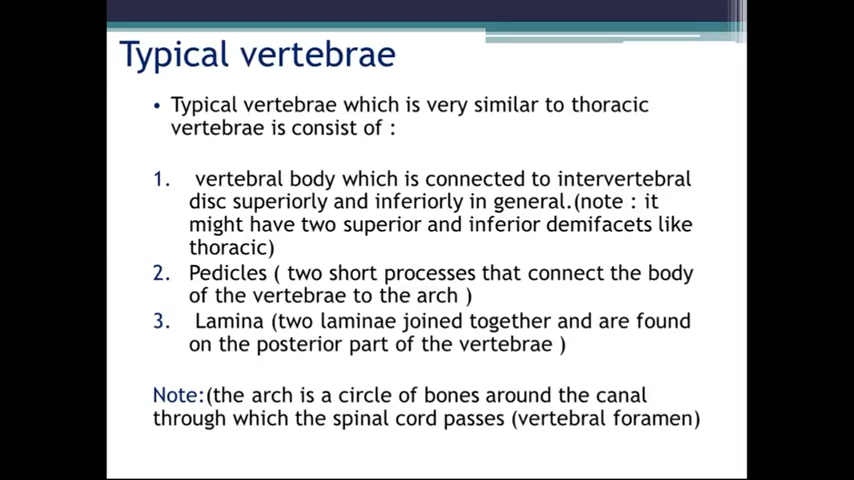 Typical vertebrae
• Typical vertebrae which is very similar to thoracic
vertebrae is consist of :
1. vertebral body which is connected to intervertebral
disc superiorly and inferiorly in general.(note : it
might have two superior and inferior demifacets like
thoracic)
2. Pedicles ( two short processes that connect the body
of the vertebrae to the arch )
3. Lamina (two laminae joined together and are found
on the posterior part of the vertebrae )
Note:(the arch is a circle of bones around the canal
through which the spinal cord passes (vertebral foramen)